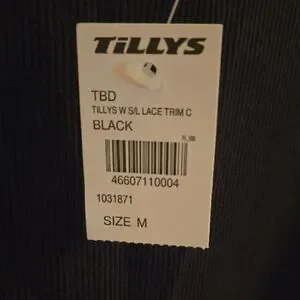 TiLLYS
TBD
TILLYS W S/L LACE TRIM C
BLACK
46607110004
1031871
SIZE M